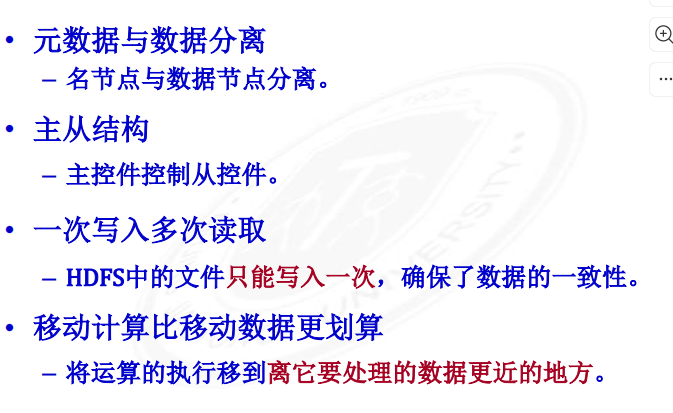 • 元数据与数据分离
– 名节点与数据节点分离。
• 主从结构
– 主控件控制从控件。
• 一次写入多次读取
– HDFS中的文件只能写入一次，确保了数据的一致性。
• 移动计算比移动数据更划算
– 将运算的执行移到离它要处理的数据更近的地方。
UNIVERSITY